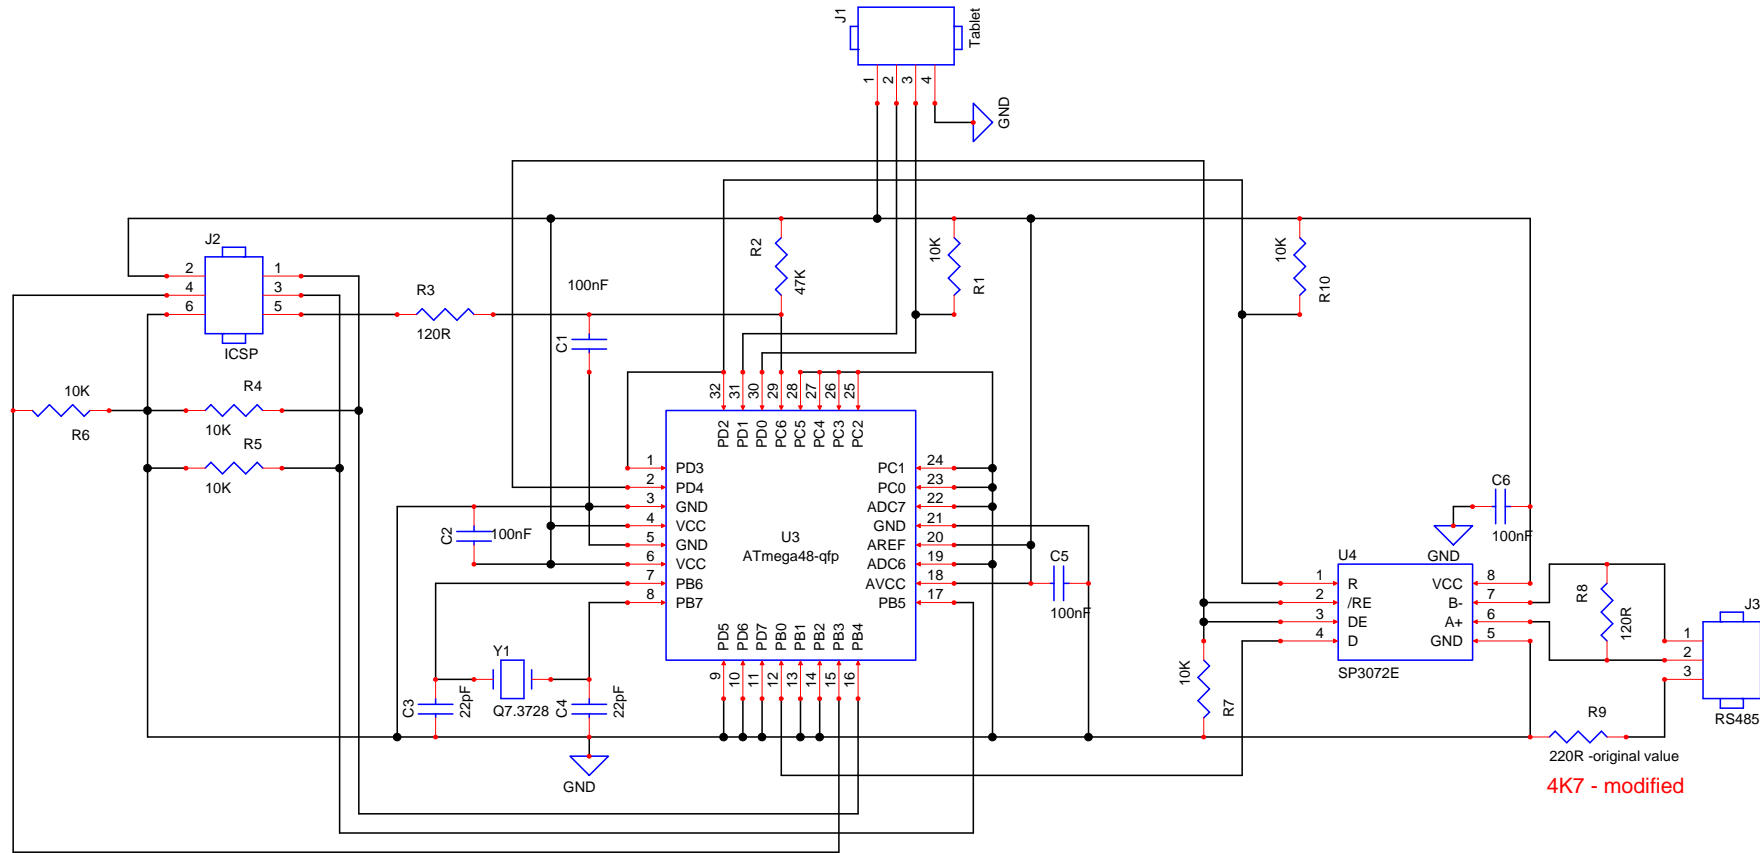 J1
Tablet
1
2
3
4
GND
J2
2
4
6
1
3
5
ICSP
R3
120R
100nF
C1
R2
47K
10K
R1
10K
R10
10K
R6
R4
10K
R5
10K
32
31
30
29
28
27
26
25
PD2
PD1
PD0
PC6
PC5
PC4
PC3
PC2
1
2
3
4
5
6
7
8
PD3
PD4
GND
VCC
GND
VCC
PB6
PB7
U3
ATmega48-qfp
PC1
PC0
ADC7
GND
AREF
ADC6
AVCC
PB5
24
23
22
21
20
19
18
17
PD5
PD6
PD7
PB0
PB1
PB2
PB3
PB4
9
10
11
12
13
14
15
16
C2
100nF
C5
100nF
Y1
Q7.3728
C3
22pF
C4
22pF
GND
C6
100nF
GND
U4
1
2
3
4
R
/RE
DE
D
VCC
B-
A+
GND
8
7
6
5
SP3072E
10K
R7
R8
120R
J3
1
2
3
RS485
R9
220R -original value
4K7 - modified